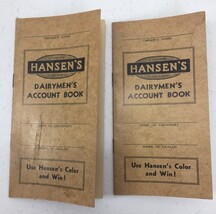 HANSEN'S
DAIRYMEN'S
ACCOUNT BOOK
Use Hansen's Color
and Win!
HANSEN'S
DAIRYMEN'S
ACCOUNT BOOK
Use Hansen's Color
and Win!